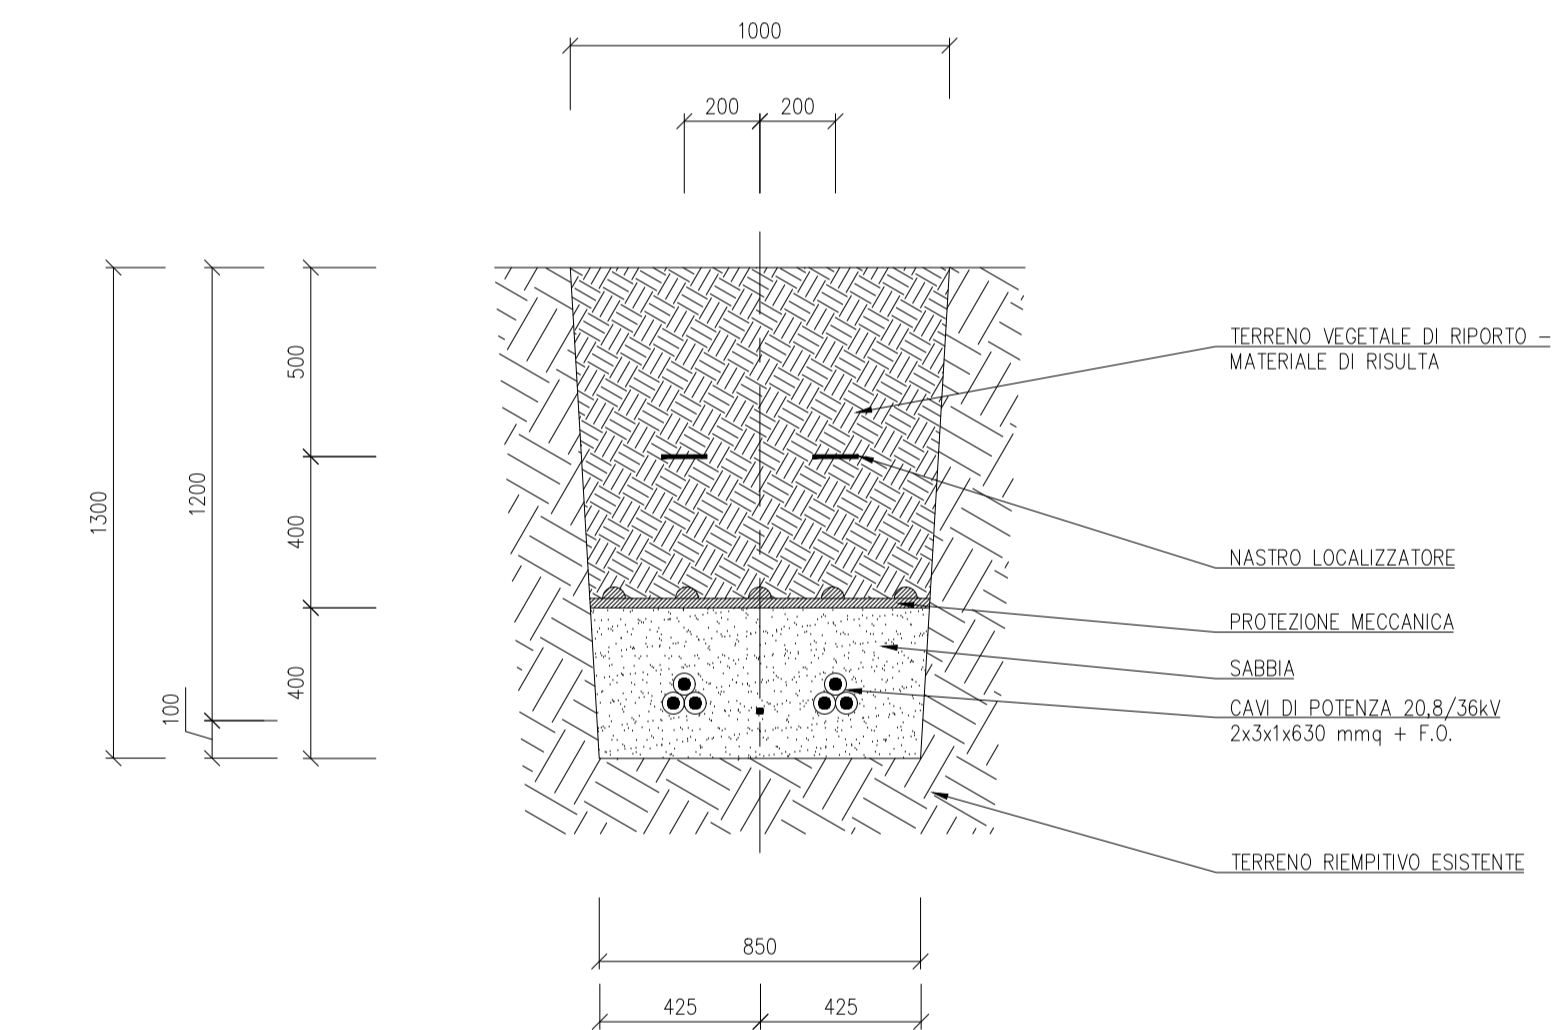 1000
200
200
500
400
400
1200
100
1300
TERRENO VEGETALE DI RIPORTO –
MATERIALE DI RISULTA
NASTRO LOCALIZZATORE
PROTEZIONE MECCANICA
SABBIA
CAVI DI POTENZA 20,8/36kV
2x3x1x630 mmq + F.O.
TERRENO RIEMPITIVO ESISTENTE
850
425
425